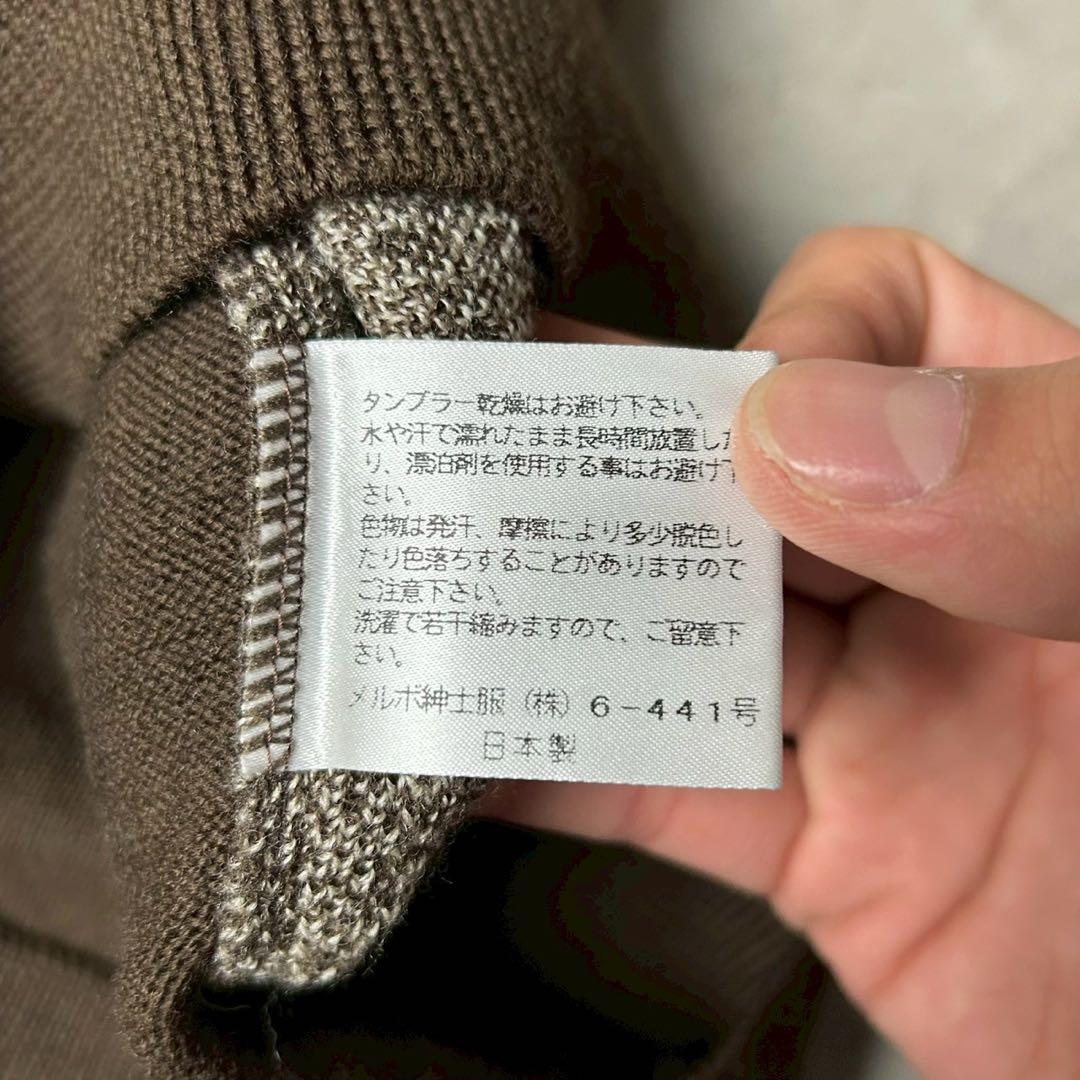 タンブラー乾燥はお避け下さい。
水や汗で濡れたまま長時間放置した
り、漂泊剤を使用する事はお避け下
さい。
色物は発汗、摩擦により多少脱色し
たり色落ちすることがありますので
ご注意下さい。
洗濯で若干縮みますので、ご留意下
さい。
メルボ紳士服(株)6-441号
日本製